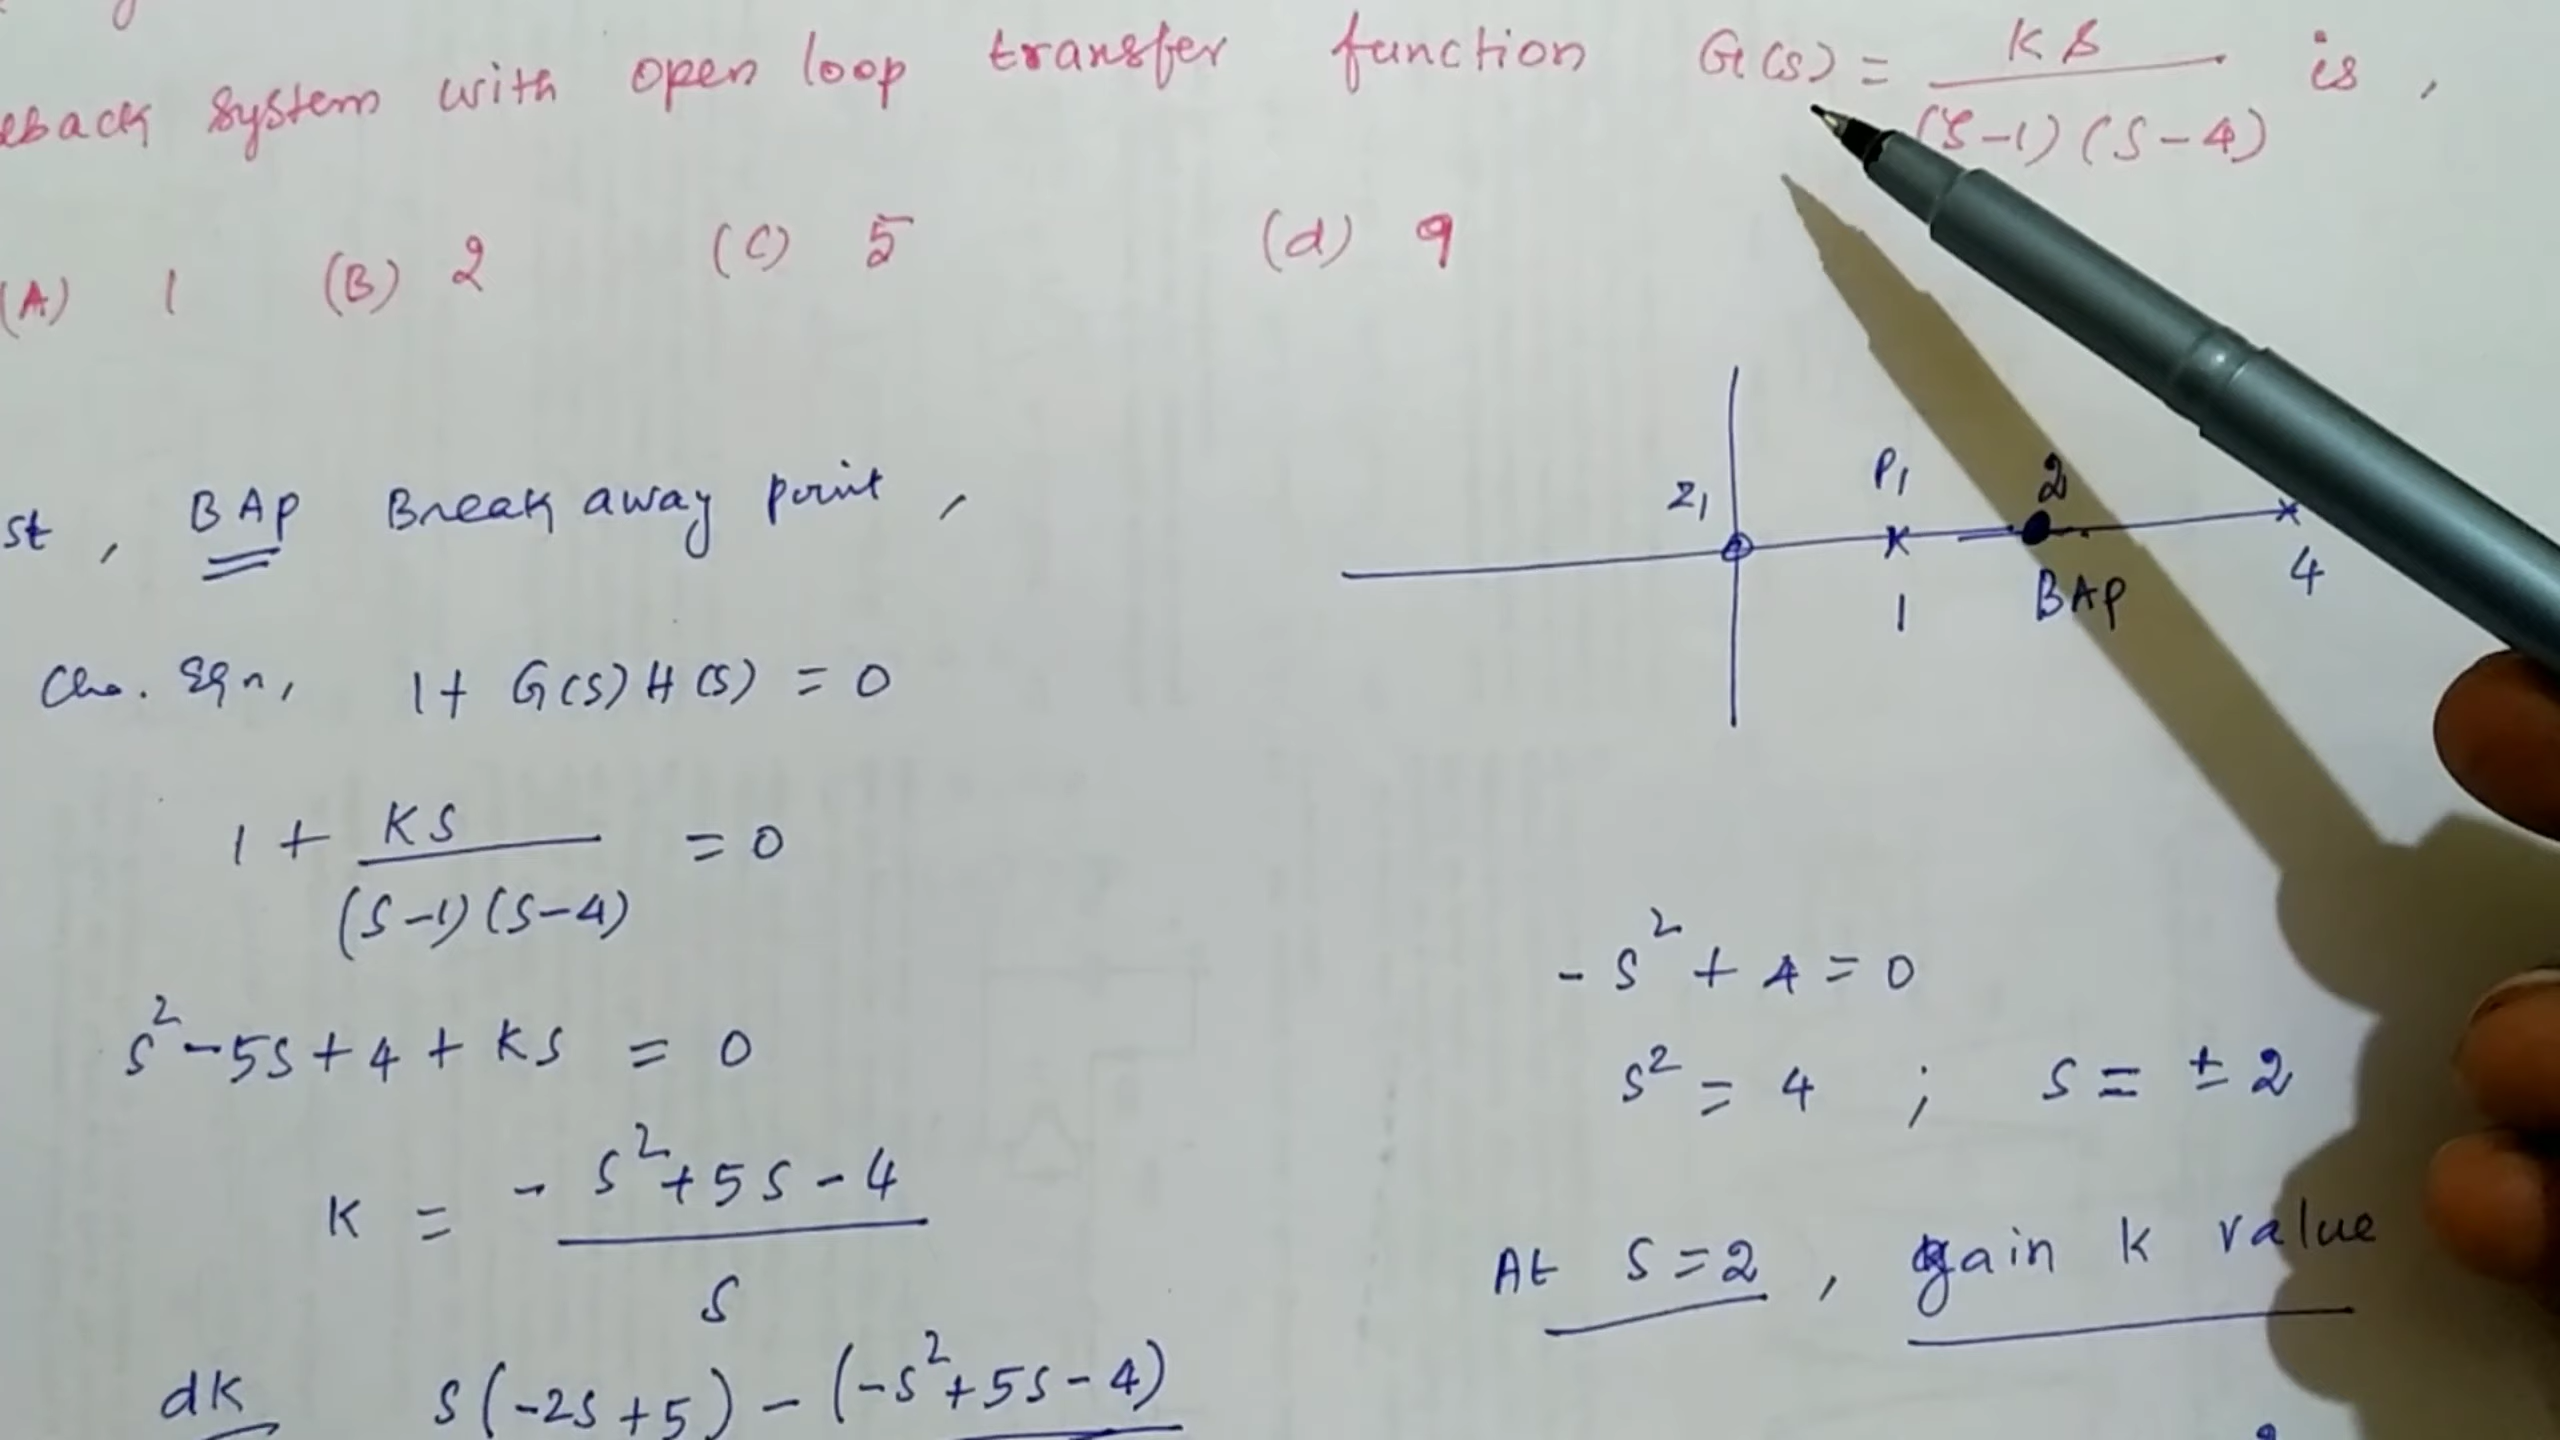 System with open loop transfer function G(s) = KS / (S-1)(S-4) is,
(A) 1 (B) 2 (C) 5 (d) 9
st, BAP Break away point,
Z1 P1 2
1 BAP 4
Cha. Eqn, 1+ G(S)H(S) = 0
1 + KS / (S-1)(S-4) = 0
S² - 5S + 4 + KS = 0
K = - S² + 5S - 4 / S
dK S(-2S+5) - (-S²+5S-4)
- S² + 4 = 0
S² = 4 ; S = ± 2
At S=2, gain K value